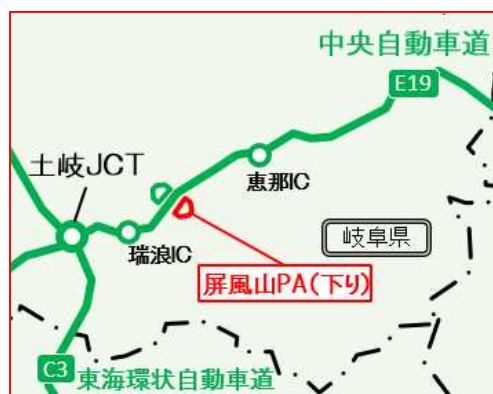 中央自動車道
E19
土岐JCT
恵那IC
瑞浪IC
岐阜県
屏風山PA(下り)
C3
東海環状自動車道